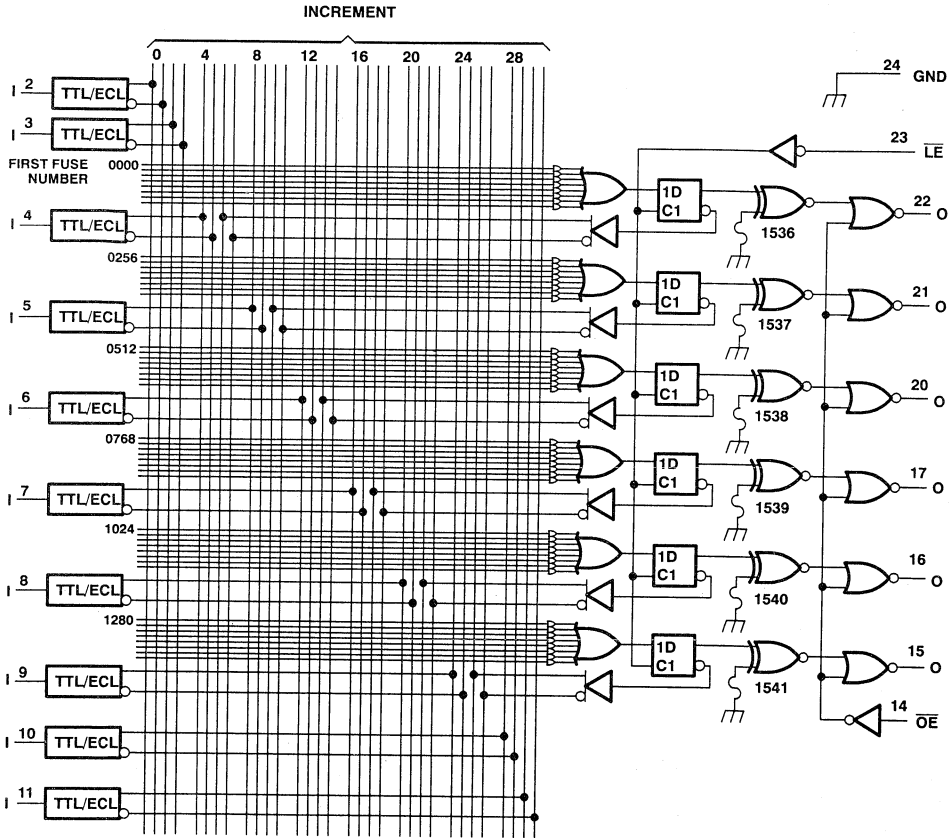 INCREMENT
0 4 8 12 16 20 24 28
24 GND
I 2 TTL/ECL
I 3 TTL/ECL
23 LE
FIRST FUSE
NUMBER
0000
1D
C1
1536
22 O
I 4 TTL/ECL
0256
1D
C1
1537
21 O
I 5 TTL/ECL
0512
1D
C1
1538
20 O
I 6 TTL/ECL
0768
1D
C1
1539
17 O
I 7 TTL/ECL
1024
1D
C1
1540
16 O
I 8 TTL/ECL
1280
1D
C1
1541
15 O
I 9 TTL/ECL
14 OE
I 10 TTL/ECL
I 11 TTL/ECL